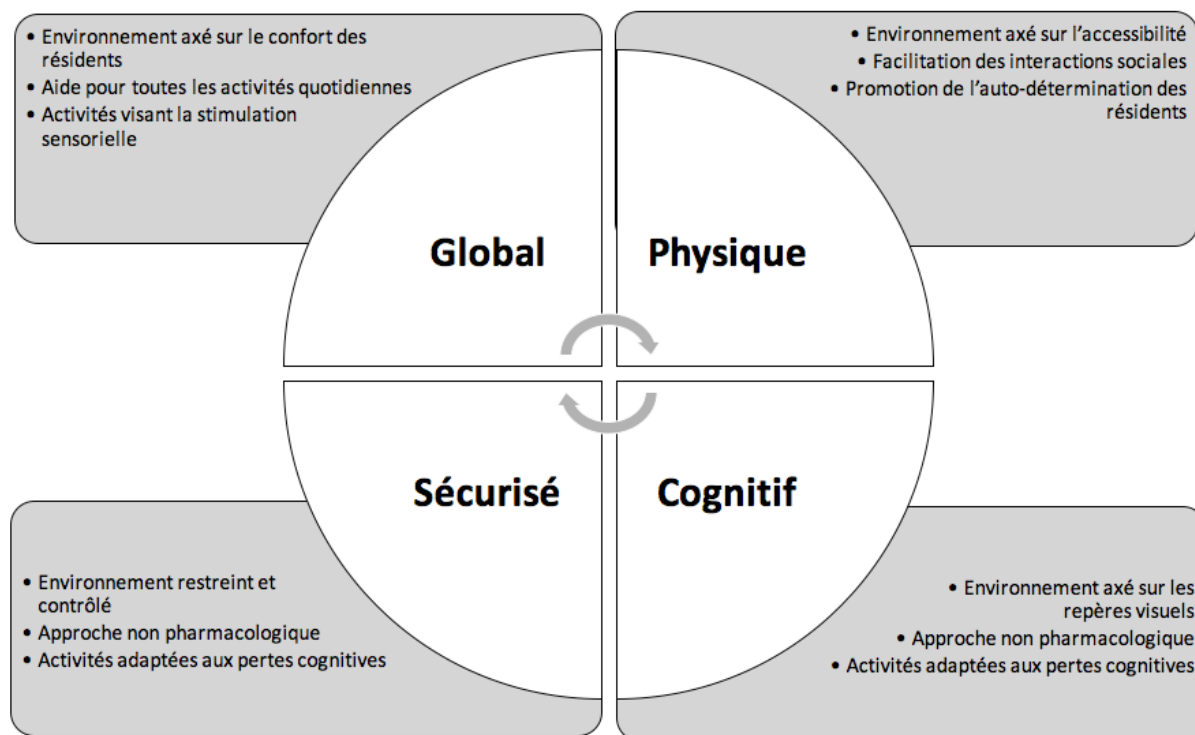 • Environnement axé sur le confort des
résidents
• Aide pour toutes les activités quotidiennes
• Activités visant la stimulation
sensorielle
• Environnement axé sur l’accessibilité
• Facilitation des interactions sociales
• Promotion de l’auto-détermination des
résidents
Global
Physique
Sécurisé
Cognitif
• Environnement restreint et
contrôlé
• Approche non pharmacologique
• Activités adaptées aux pertes cognitives
• Environnement axé sur les
repères visuels
• Approche non pharmacologique
• Activités adaptées aux pertes cognitives